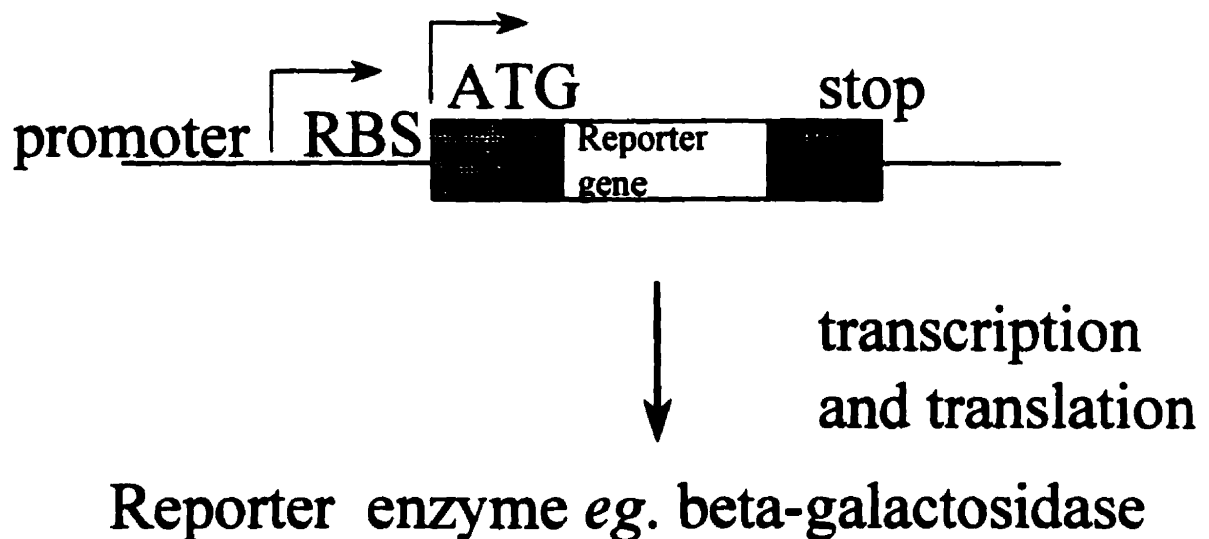 ATG
stop
promoter
RBS
Reporter
gene
transcription
and translation
Reporter enzyme eg. beta-galactosidase